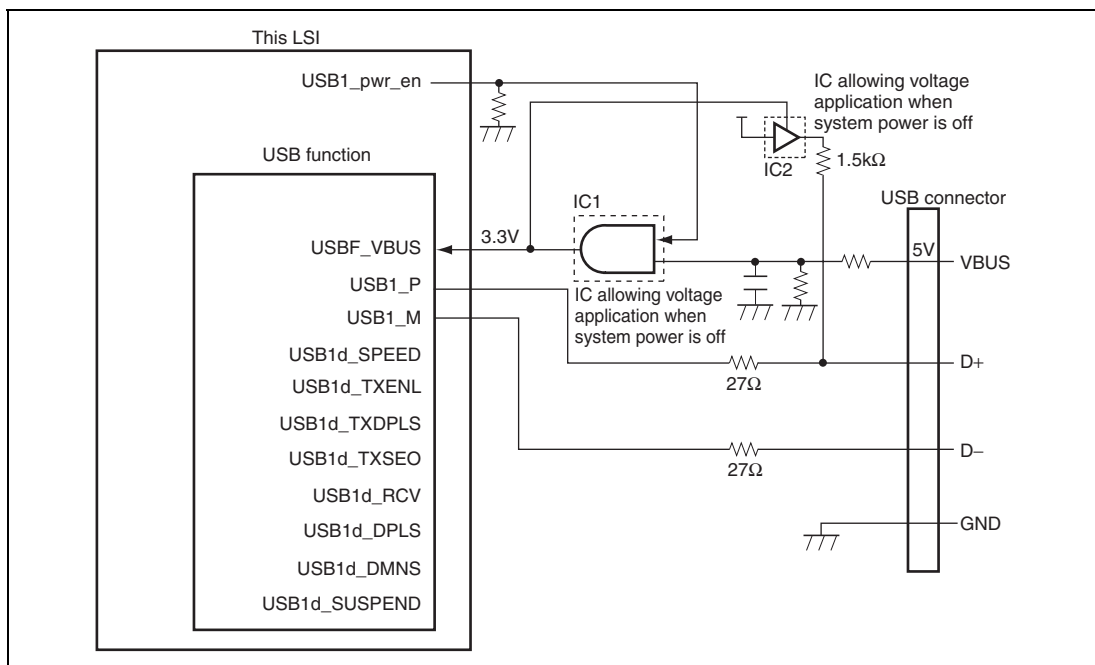 This LSI
USB1_pwr_en
IC allowing voltage
application when
system power is off
IC2
1.5kΩ
USB function
USB connector
IC1
USBF_VBUS
3.3V
5V
VBUS
USB1_P
IC allowing voltage
application when
system power is off
USB1_M
USB1d_SPEED
27Ω
D+
USB1d_TXENL
USB1d_TXDPLS
USB1d_TXSEO
27Ω
D−
USB1d_RCV
USB1d_DPLS
GND
USB1d_DMNS
USB1d_SUSPEND